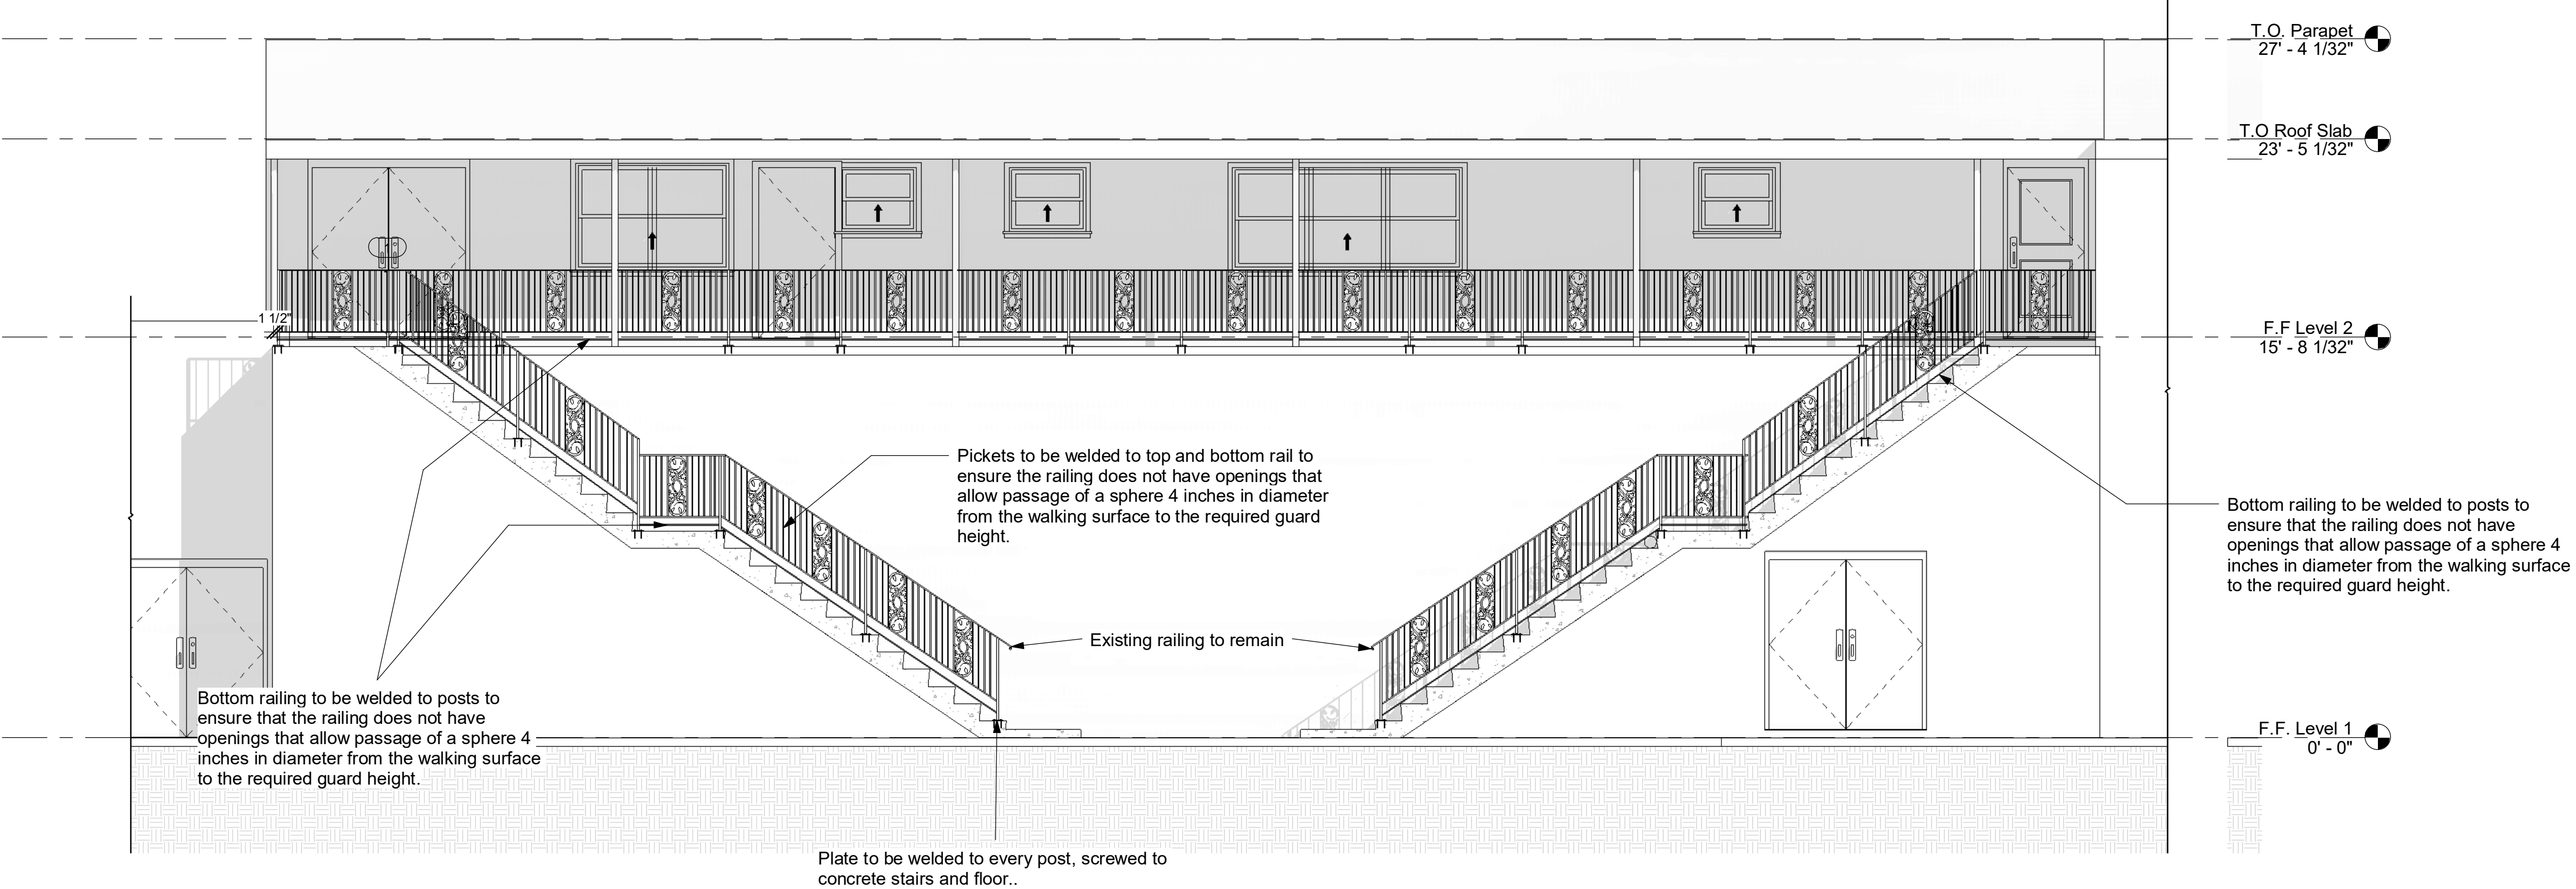 T.O. Parapet
27' - 4 1/32"
T.O Roof Slab
23' - 5 1/32"
1 1/2"
F.F Level 2
15' - 8 1/32"
Pickets to be welded to top and bottom rail to
ensure the railing does not have openings that
allow passage of a sphere 4 inches in diameter
from the walking surface to the required guard
height.
Bottom railing to be welded to posts to
ensure that the railing does not have
openings that allow passage of a sphere 4
inches in diameter from the walking surface
to the required guard height.
Existing railing to remain
Bottom railing to be welded to posts to
ensure that the railing does not have
openings that allow passage of a sphere 4
inches in diameter from the walking surface
to the required guard height.
F.F. Level 1
0' - 0"
Plate to be welded to every post, screwed to
concrete stairs and floor..